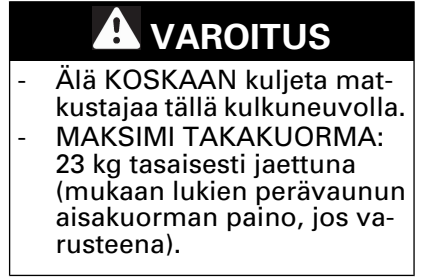 VAROITUS
- Älä KOSKAAN kuljeta mat-
kustajaa tällä kulkuneuvolla.
- MAKSIMI TAKAKUORMA:
23 kg tasaisesti jaettuna
(mukaan lukien perävaunun
aisakuorman paino, jos va-
rusteena).